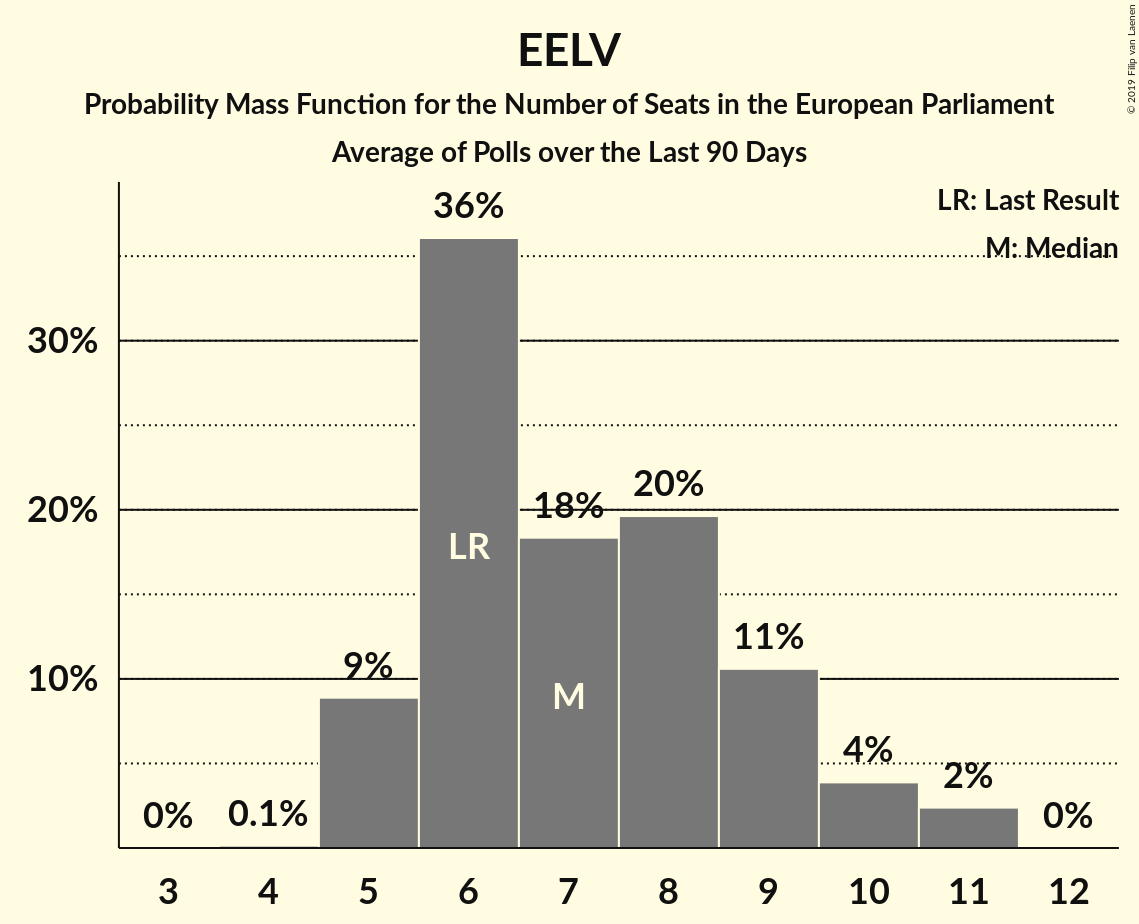 EELV
Probability Mass Function for the Number of Seats in the European Parliament
Average of Polls over the Last 90 Days
© 2019 Filip van Laenen
LR: Last Result
M: Median
36%
30%
20%
18%
20%
LR
11%
9%
10%
M
4%
2%
0%
0.1%
0%
3 4 5 6 7 8 9 10 11 12